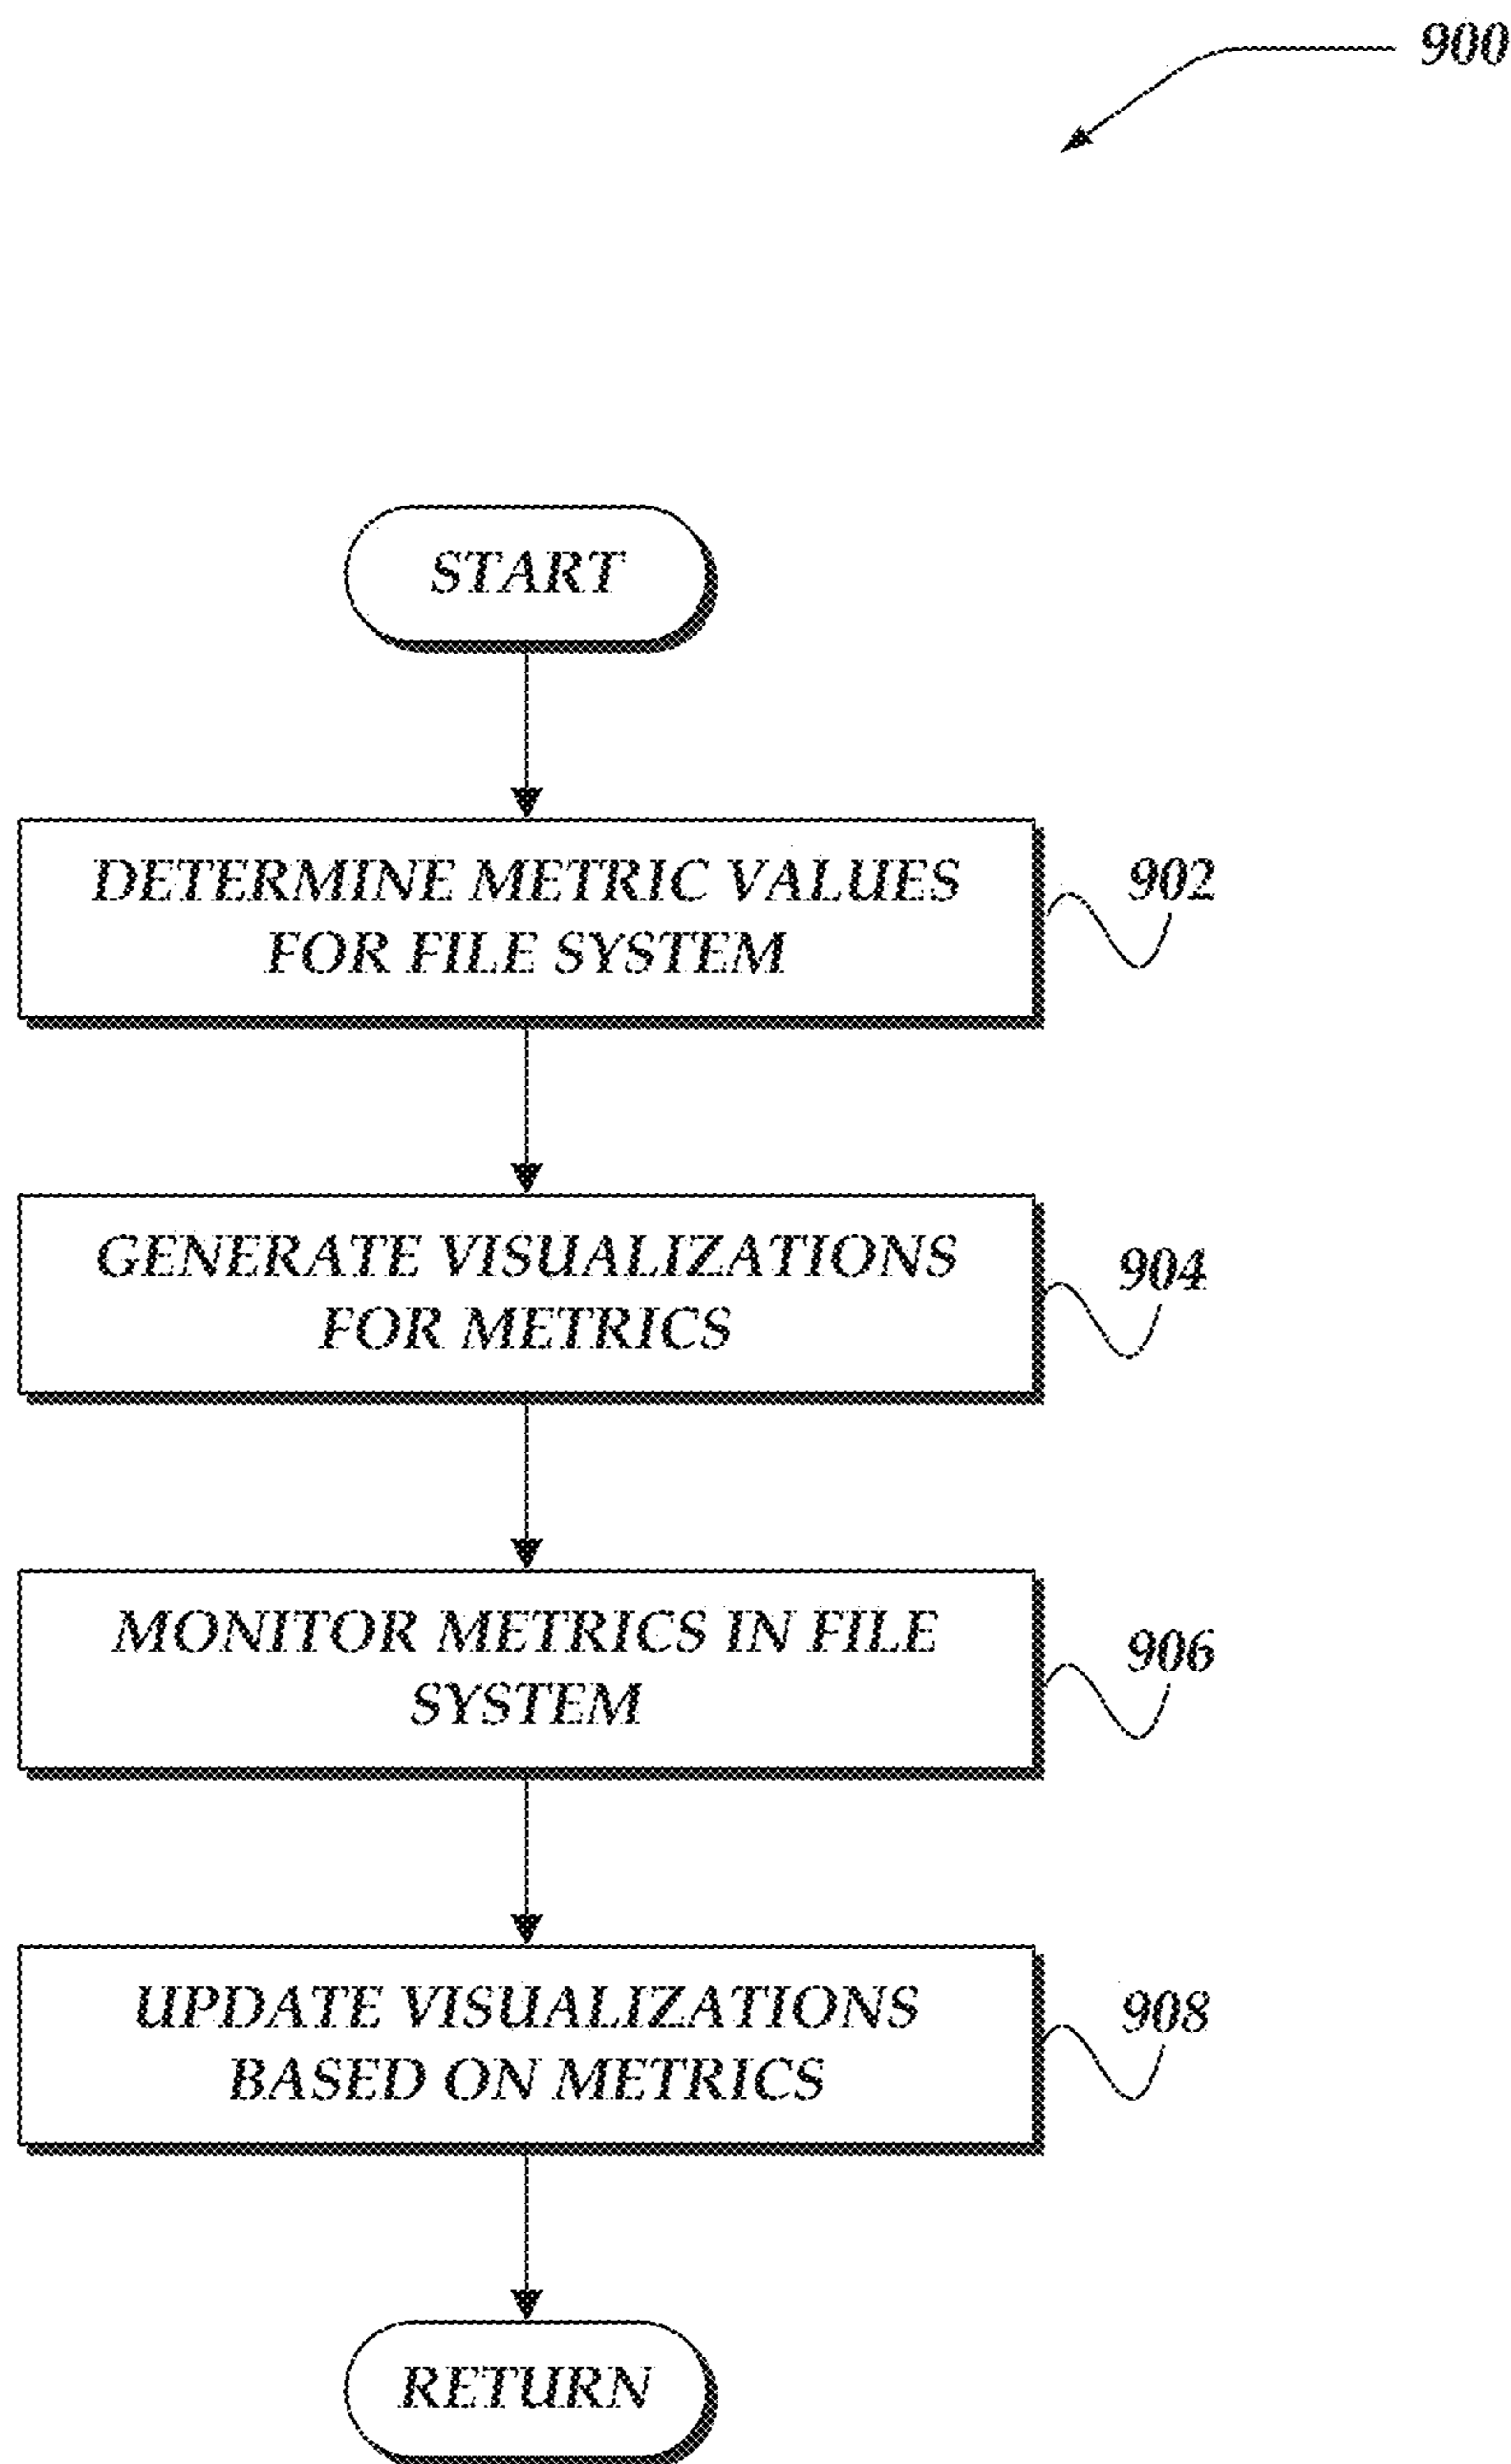 900
START
DETERMINE METRIC VALUES
FOR FILE SYSTEM
902
GENERATE VISUALIZATIONS
FOR METRICS
904
MONITOR METRICS IN FILE
SYSTEM
906
UPDATE VISUALIZATIONS
BASED ON METRICS
908
RETURN